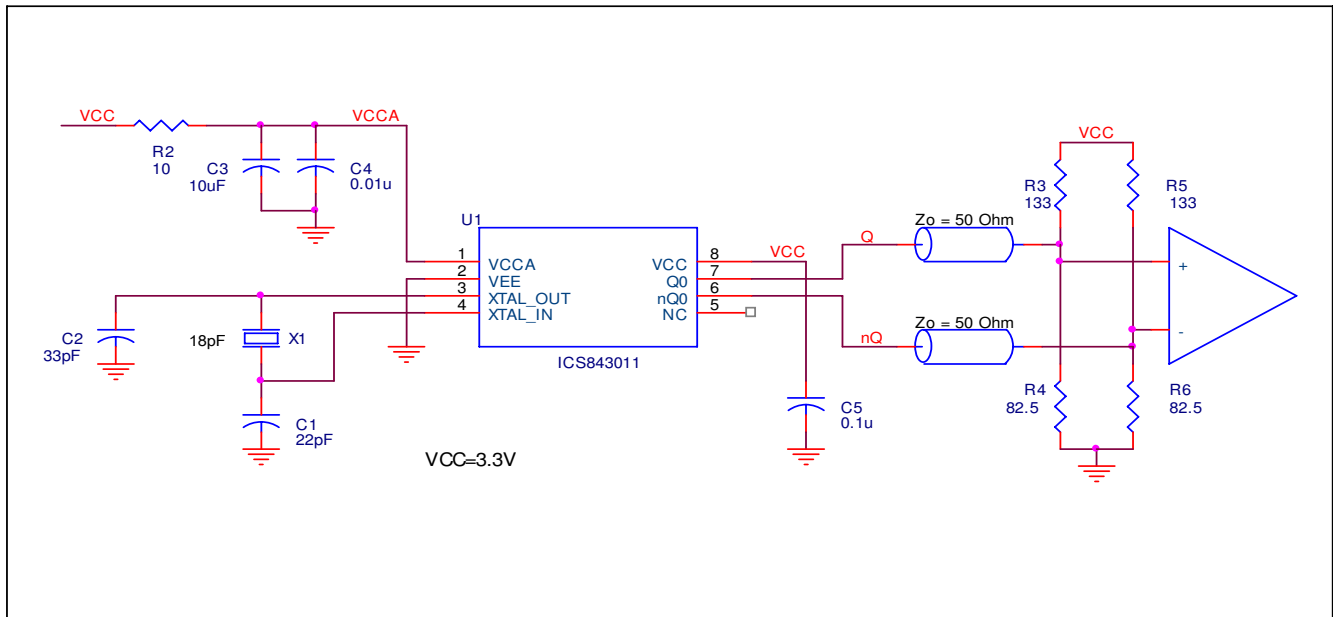 VCC
R2
10
VCCA
C3
10uF
C4
0.01u
U1
1
VCCA
2
VEE
3
XTAL_OUT
4
XTAL_IN
VCC
8
Q0
7
nQ0
6
NC
5
ICS843011
C2
33pF
18pF
X1
C1
22pF
VCC=3.3V
VCC
C5
0.1u
Q
Zo = 50 Ohm
nQ
Zo = 50 Ohm
VCC
R3
133
R5
133
R4
82.5
R6
82.5
+
-